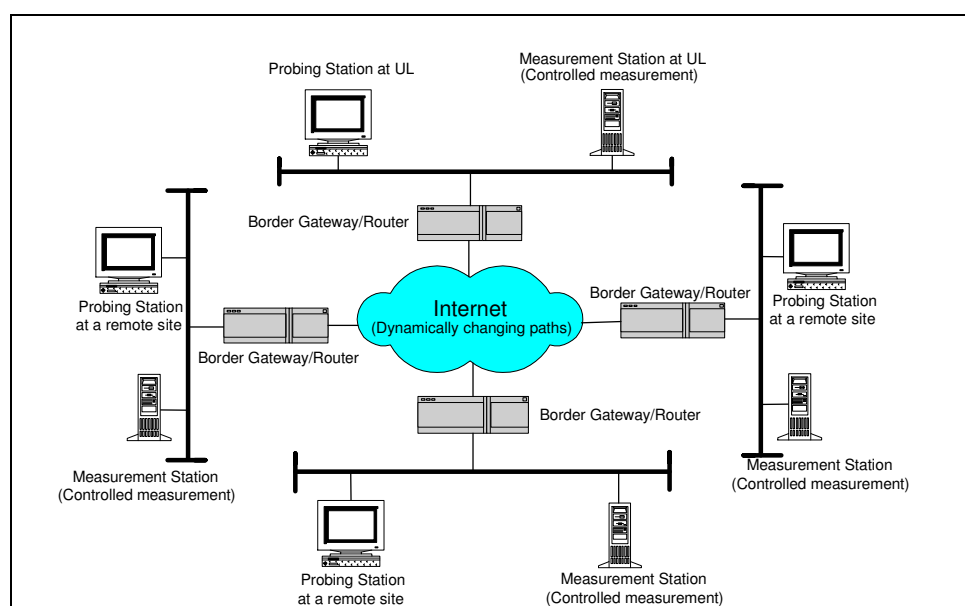 Probing Station at UL
Measurement Station at UL
(Controlled measurement)
Border Gateway/Router
Probing Station
at a remote site
Border Gateway/Router
Measurement Station
(Controlled measurement)
Internet
(Dynamically changing paths)
Border Gateway/Router
Probing Station
at a remote site
Measurement Station
(Controlled measurement)
Border Gateway/Router
Probing Station
at a remote site
Measurement Station
(Controlled measurement)